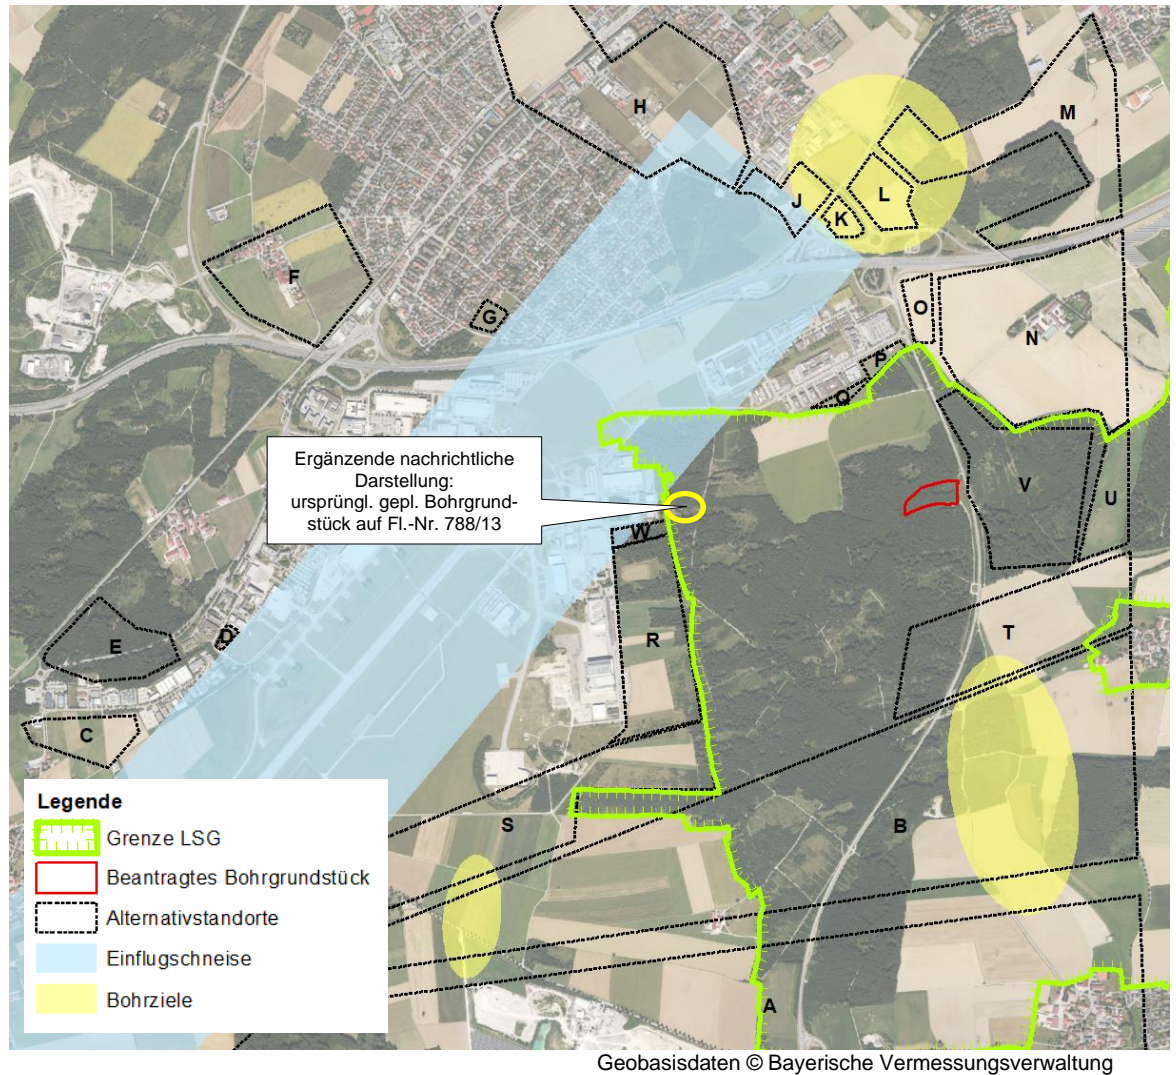 H
M
J
K
L
F
G
O
N
P
Q
Ergänzende nachrichtliche
Darstellung:
ursprüngl. gepl. Bohrgrund-
stück auf Fl.-Nr. 788/13
V
U
W
E
D
R
T
C
S
B
A
Legende
Grenze LSG
Beantragtes Bohrgrundstück
Alternativstandorte
Einflugschneise
Bohrziele
Geobasisdaten © Bayerische Vermessungsverwaltung